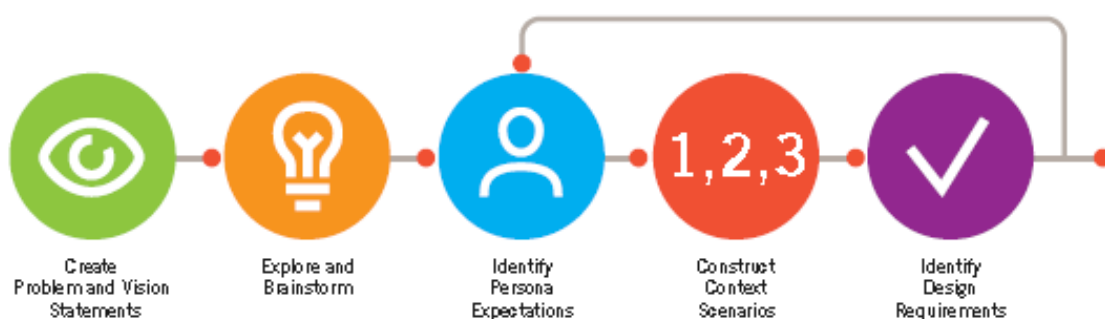 1,2,3
Create
Problem and Vision
Statements
Explore and
Brainstorm
Identify
Persona
Expectations
Construct
Context
Scenarios
Identify
Design
Requirements